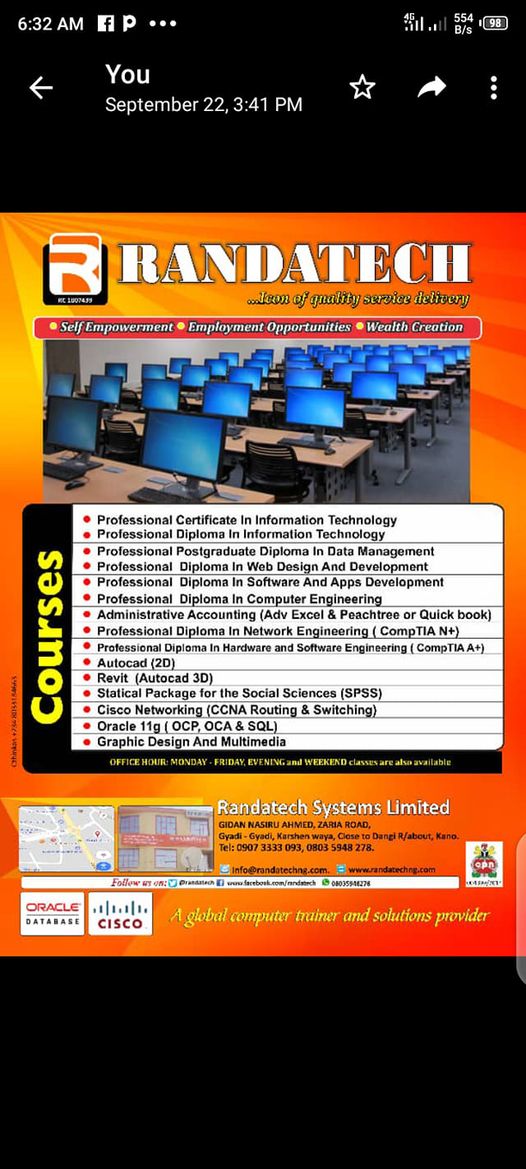 6:32 AM
4G
554
B/s
98
You
September 22, 3:41 PM
R
RC 1807439
RANDATECH
...Icon of quality service delivery
Self Empowerment • Employment Opportunities • Wealth Creation
Courses
• Professional Certificate In Information Technology
• Professional Diploma In Information Technology
• Professional Postgraduate Diploma In Data Management
• Professional Diploma In Web Design And Development
• Professional Diploma In Software And Apps Development
• Professional Diploma In Computer Engineering
• Administrative Accounting (Adv Excel & Peachtree or Quick book)
• Professional Diploma In Network Engineering ( CompTIA N+)
• Professional Diploma In Hardware and Software Engineering ( CompTIA A+)
• Autocad (2D)
• Revit (Autocad 3D)
• Statical Package for the Social Sciences (SPSS)
• Cisco Networking (CCNA Routing & Switching)
• Oracle 11g ( OCP, OCA & SQL)
• Graphic Design And Multimedia
OFFICE HOUR: MONDAY - FRIDAY, EVENING and WEEKEND classes are also available
Randatech Systems Limited
GIDAN NASIRU AHMED, ZARIA ROAD,
Gyadi - Gyadi, Karshen waya, Close to Dangi R/about, Kano.
Tel: 0907 3333 093, 0803 5948 278.
info@randatechng.com. www.randatechng.com
Follow us on: @randatech www.facebook.com/randatech 08035948278
ORACLE
DATABASE
CISCO
A global computer trainer and solutions provider